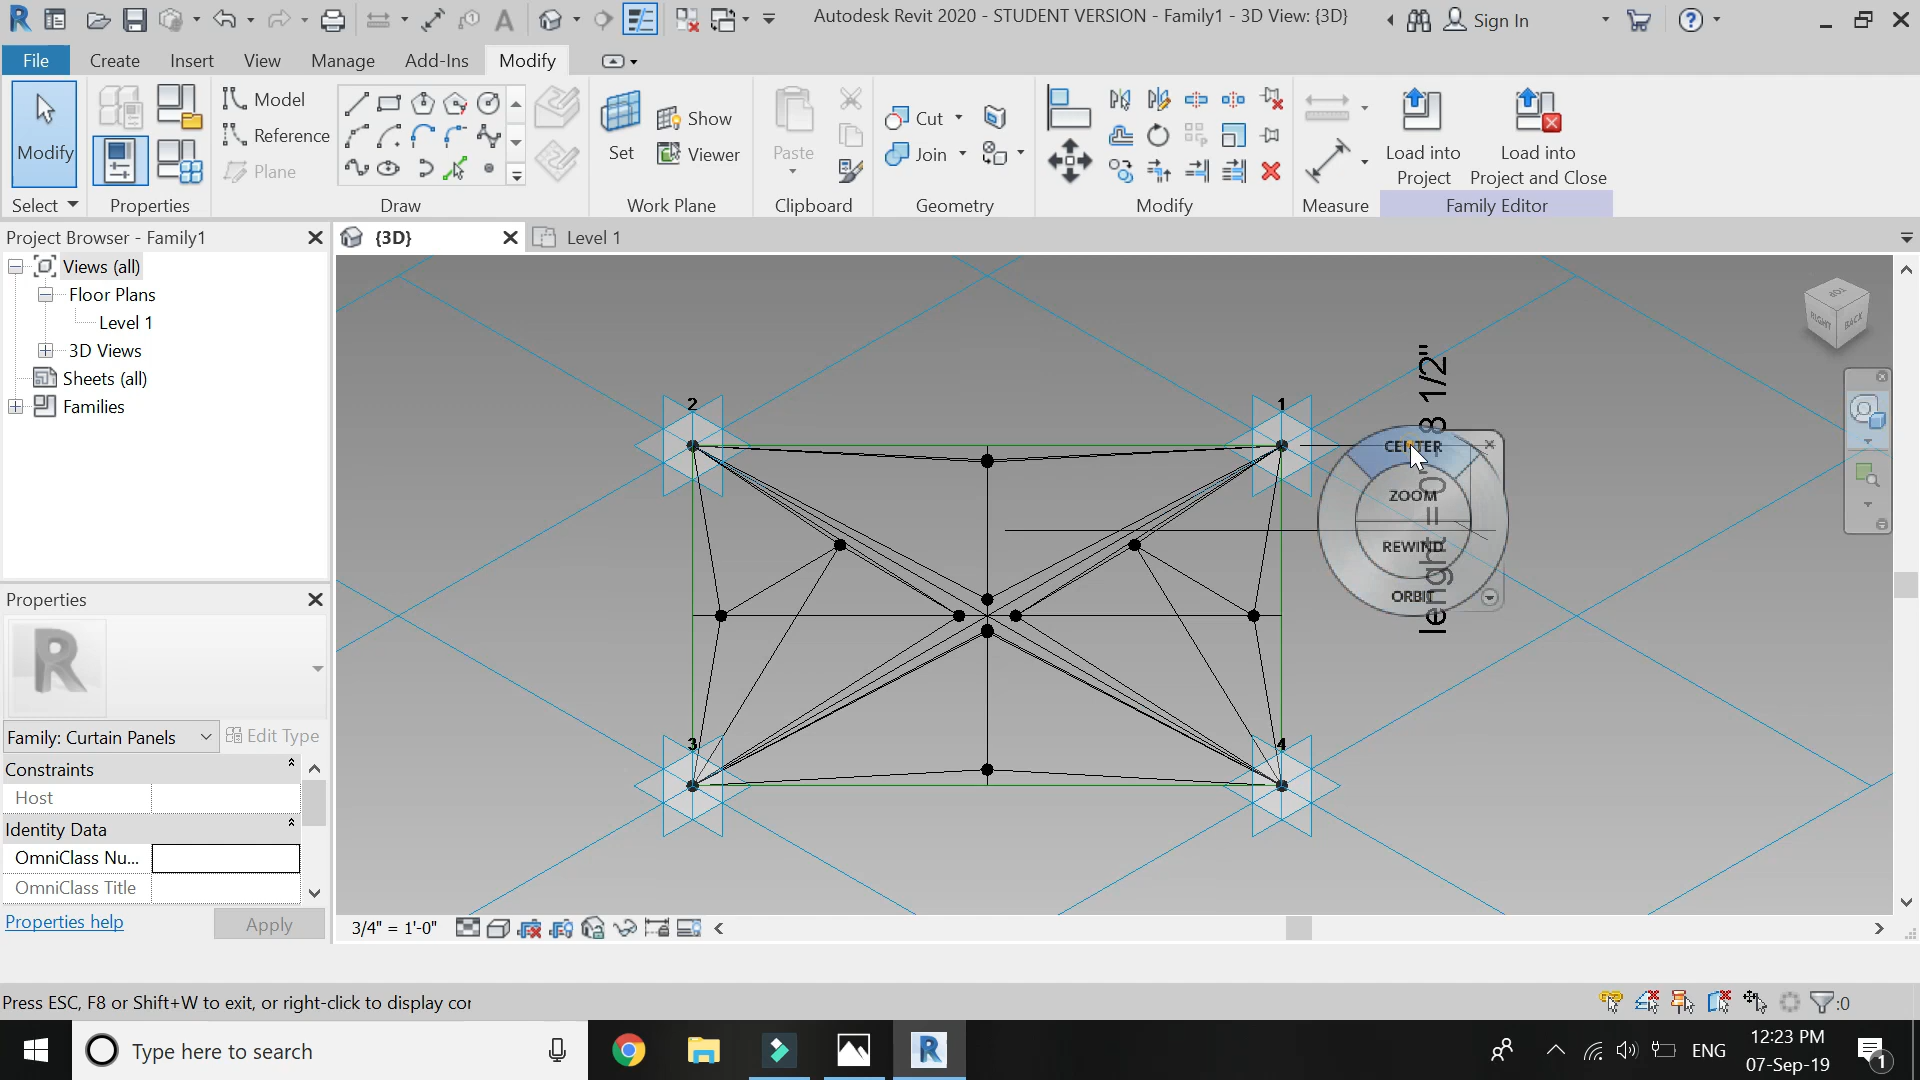 Autodesk Revit 2020 - STUDENT VERSION - Family1 - 3D View: {3D}
Sign In
File
Create
Insert
View
Manage
Add-Ins
Modify
Modify
Select
Properties
Model
Reference
Plane
Draw
Set
Show
Viewer
Work Plane
Paste
Clipboard
Cut
Join
Geometry
Modify
Measure
Load into
Project
Load into
Project and Close
Family Editor
Project Browser - Family1
{3D}
Level 1
Views (all)
Floor Plans
Level 1
3D Views
Sheets (all)
Families
Properties
Family: Curtain Panels
Edit Type
Constraints
Host
Identity Data
OmniClass Nu...
OmniClass Title
Properties help
Apply
2
1
3
4
CENTER
ZOOM
REWIND
ORBIT
TOP
RIGHT
BACK
3/4" = 1'-0"
Press ESC, F8 or Shift+W to exit, or right-click to display cor
:0
Type here to search
ENG
12:23 PM
07-Sep-19
1